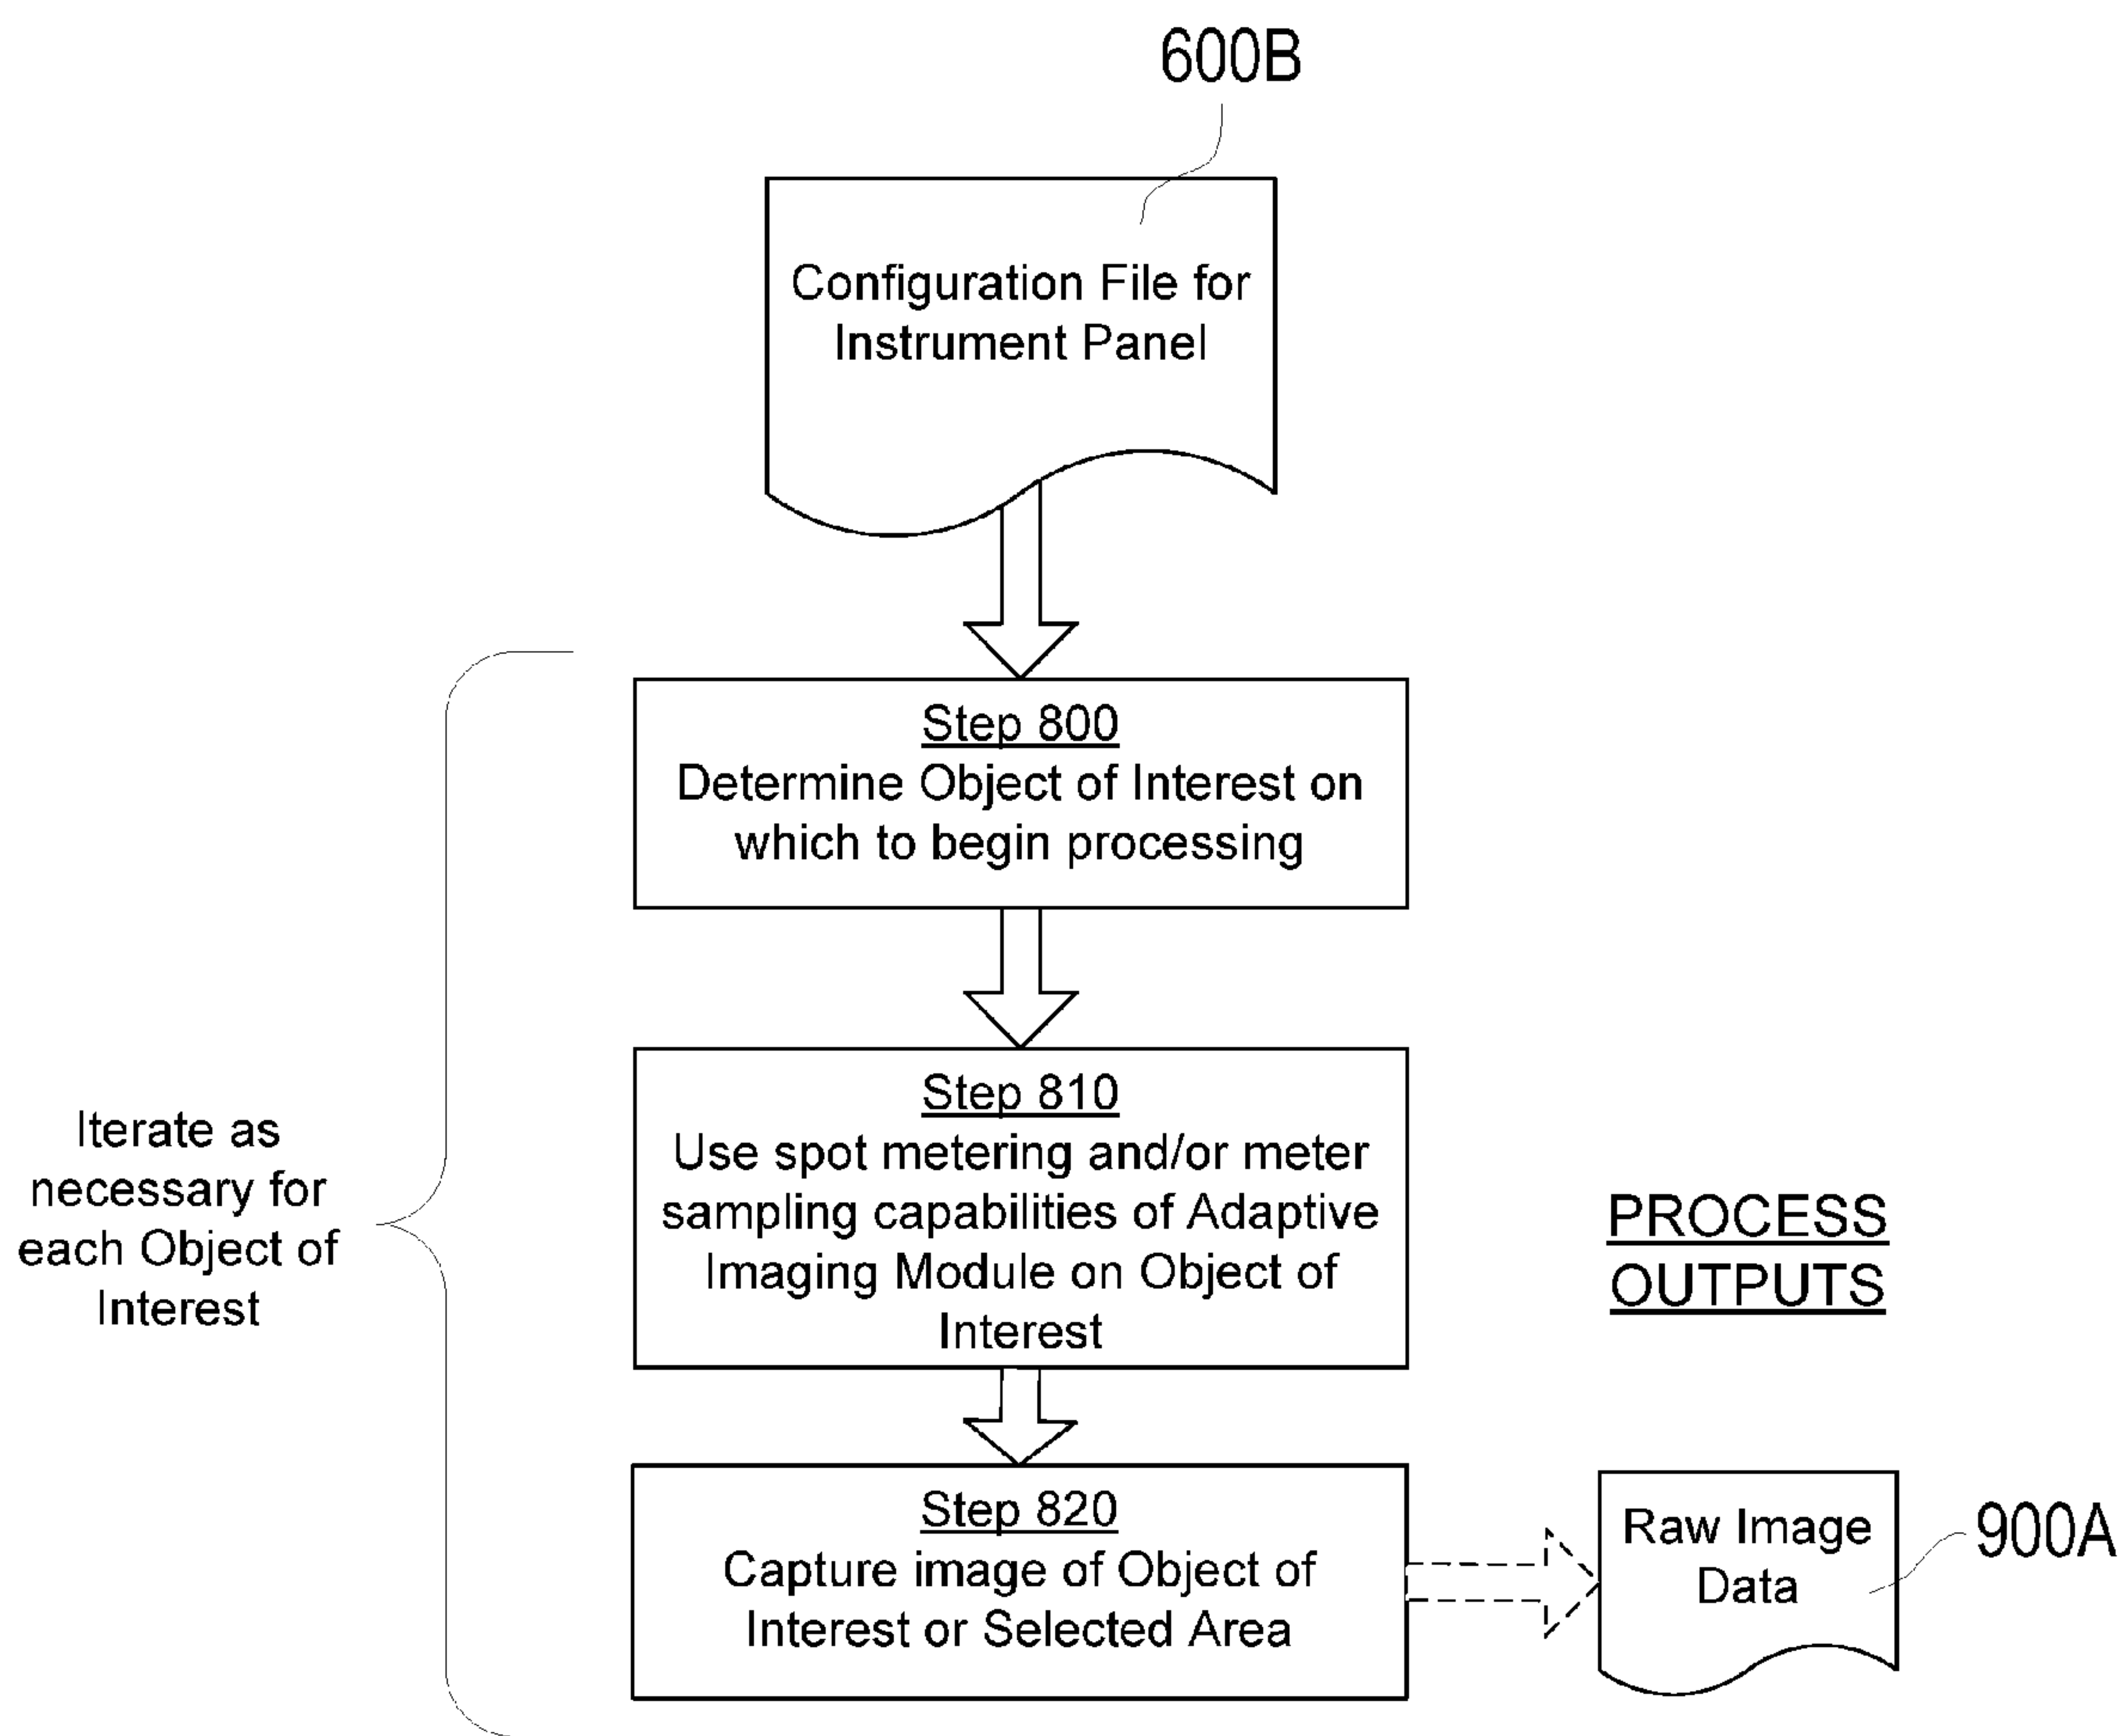 600B
Configuration File for
Instrument Panel
Step 800
Determine Object of Interest on
which to begin processing
Step 810
Use spot metering and/or meter
sampling capabilities of Adaptive
Imaging Module on Object of
Interest
Iterate as
necessary for
each Object of
Interest
PROCESS
OUTPUTS
Step 820
Capture image of Object of
Interest or Selected Area
Raw Image
Data
900A